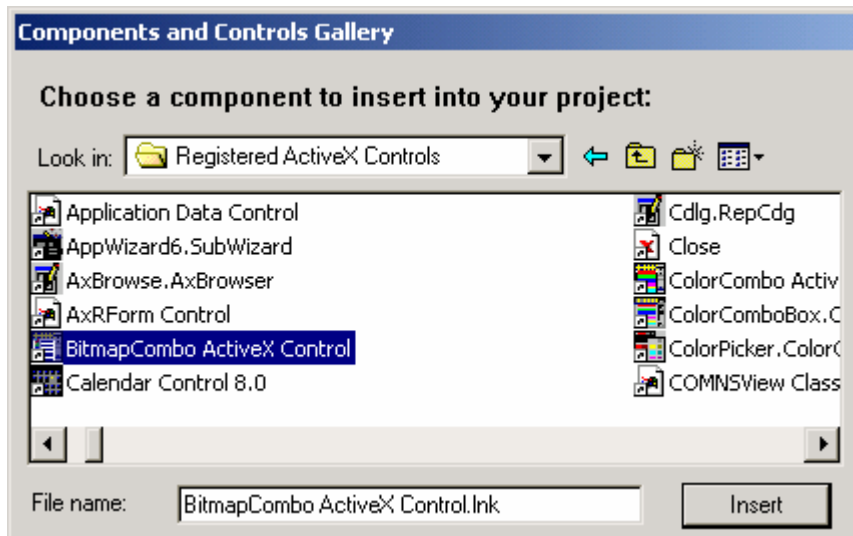 Components and Controls Gallery
Choose a component to insert into your project:
Look in: Registered ActiveX Controls
Application Data Control
AppWizard6.SubWizard
AxBrowse.AxBrowser
AxRForm Control
BitmapCombo ActiveX Control
Calendar Control 8.0
Cdlg.RepCdg
Close
ColorCombo Activ
ColorComboBox.C
ColorPicker.ColorC
COMNSView Class
File name: BitmapCombo ActiveX Control.lnk
Insert